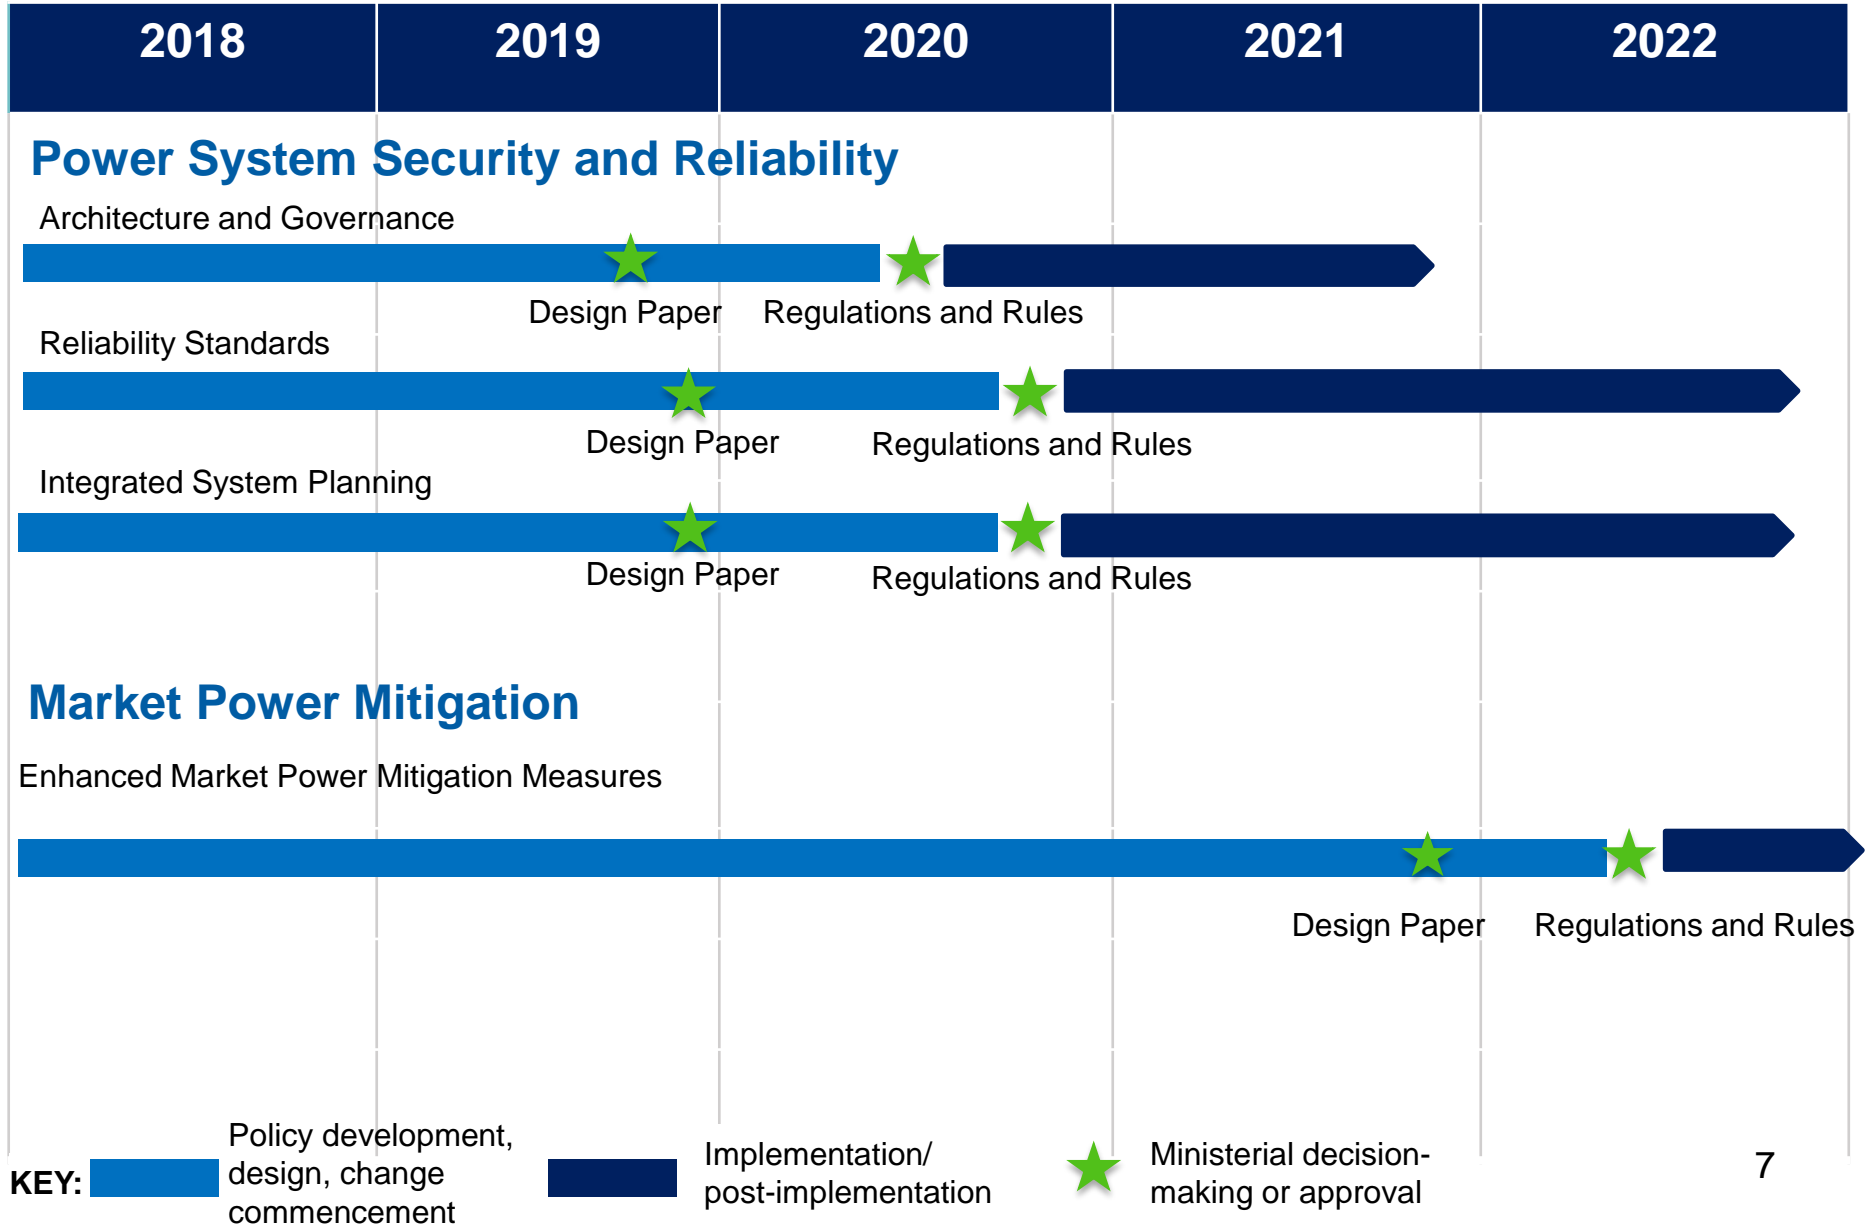 2018 2019 2020 2021 2022
Power System Security and Reliability
Architecture and Governance
Design Paper Regulations and Rules
Reliability Standards
Design Paper Regulations and Rules
Integrated System Planning
Design Paper Regulations and Rules
Market Power Mitigation
Enhanced Market Power Mitigation Measures
Design Paper Regulations and Rules
KEY:
Policy development,
design, change
commencement
Implementation/
post-implementation
Ministerial decision-
making or approval
7